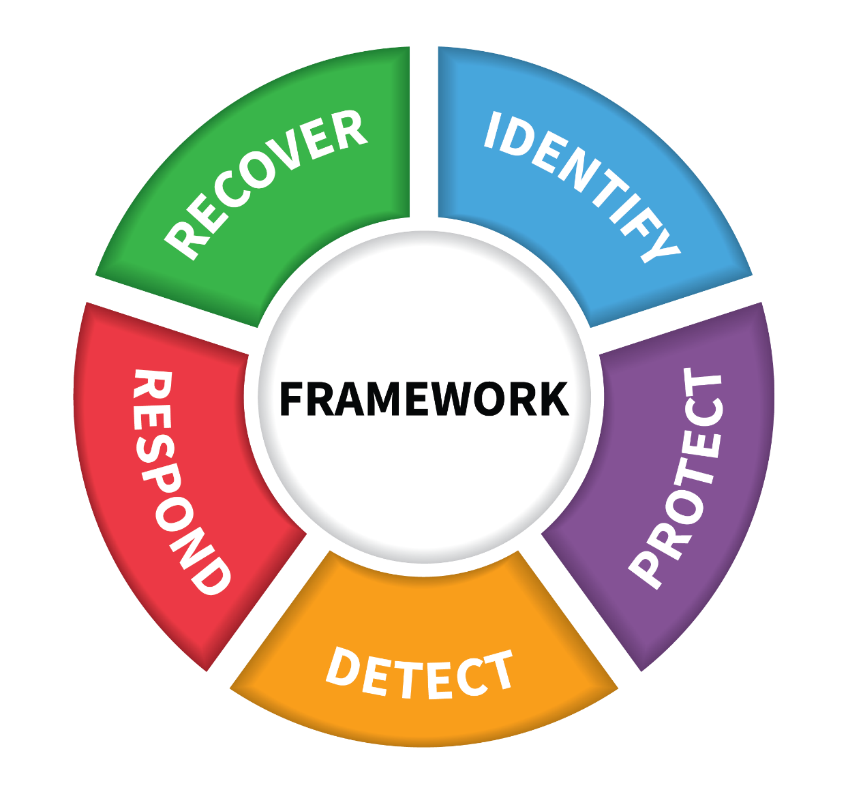 IDENTIFY
PROTECT
DETECT
RESPOND
RECOVER
FRAMEWORK